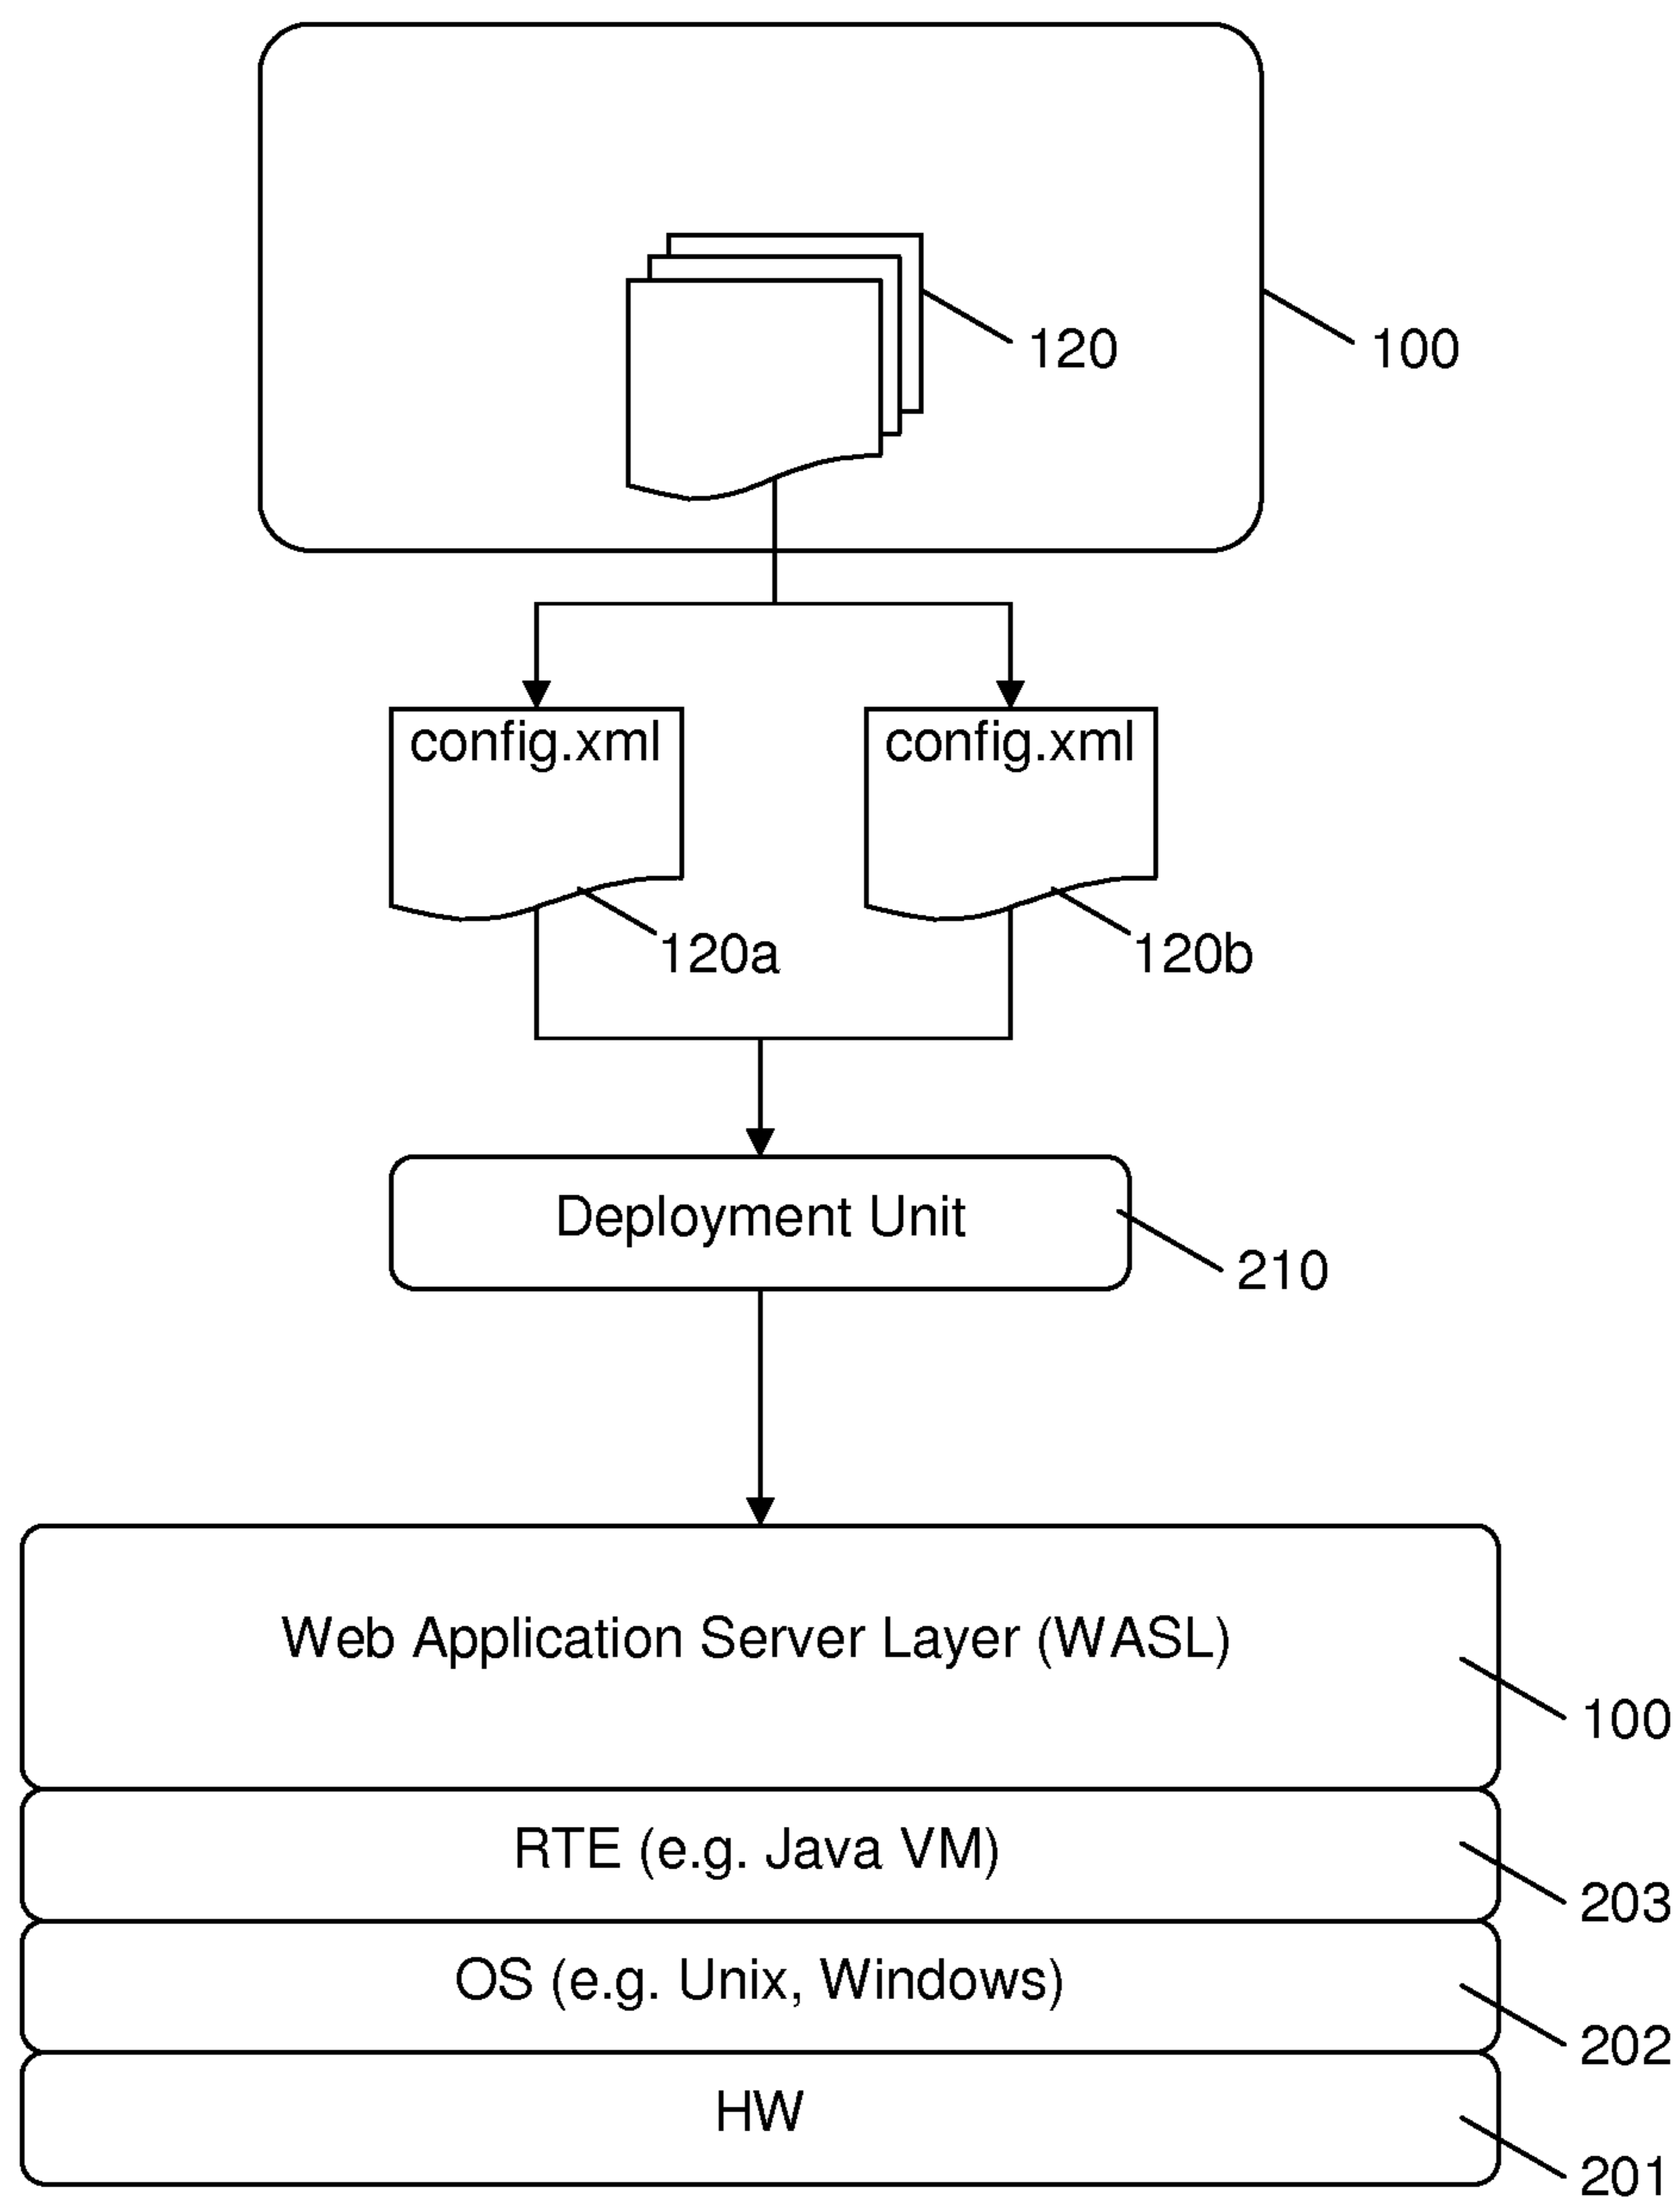 120
100
config.xml
config.xml
120a
120b
Deployment Unit
210
Web Application Server Layer (WASL)
100
RTE (e.g. Java VM)
203
OS (e.g. Unix, Windows)
202
HW
201